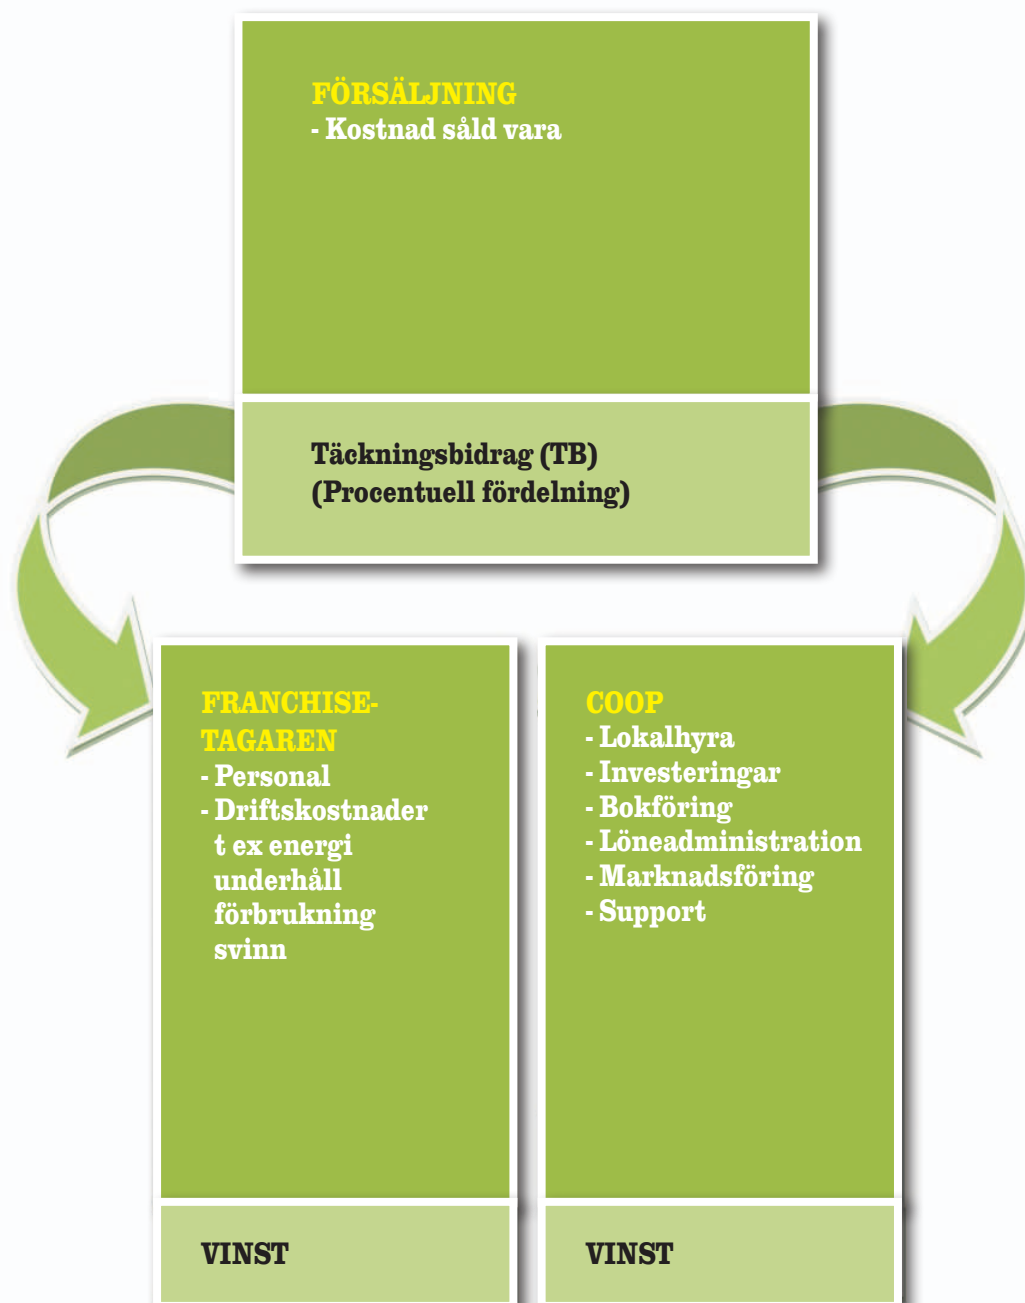 FÖRSÄLJNING
- Kostnad såld vara
Täckningsbidrag (TB)
(Procentuell fördelning)
FRANCHISE-
TAGAREN
- Personal
- Driftskostnader
t ex energi
underhåll
förbrukning
svinn
VINST
COOP
- Lokalhyra
- Investeringar
- Bokföring
- Löneadministration
- Marknadsföring
- Support
VINST